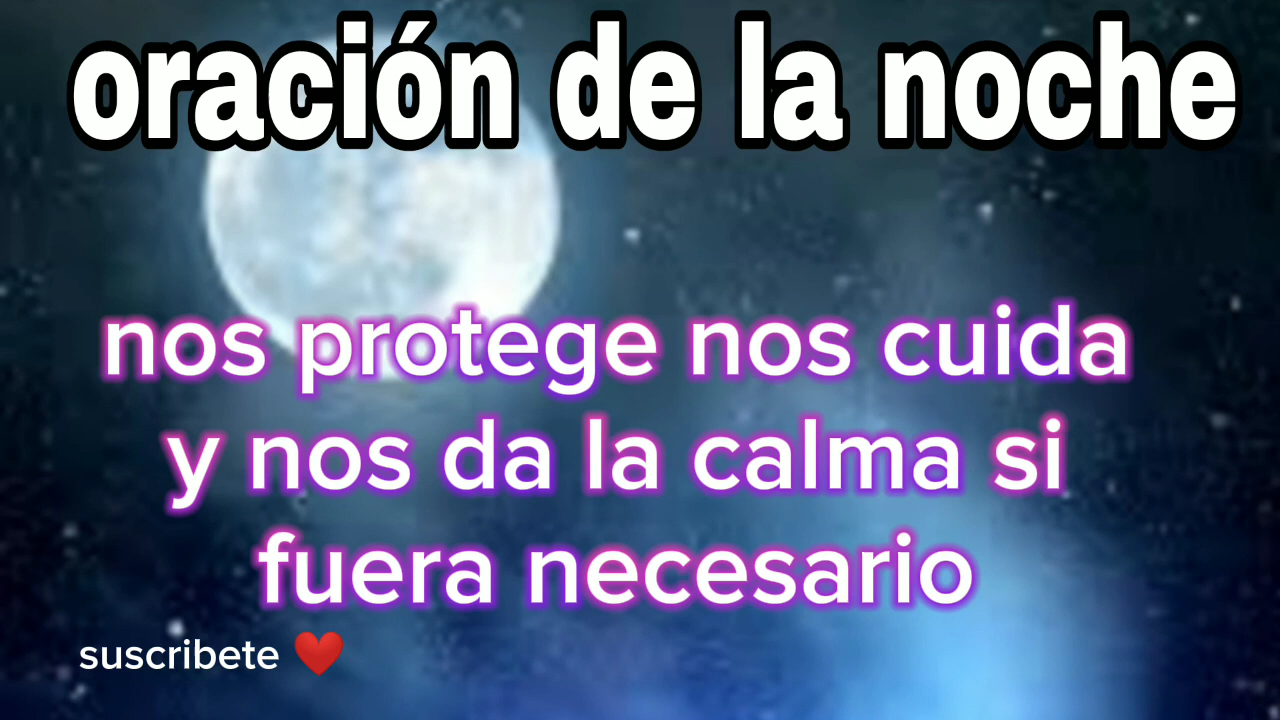 oración de la noche
nos protege nos cuida
y nos da la calma si
fuera necesario
suscribete ❤️